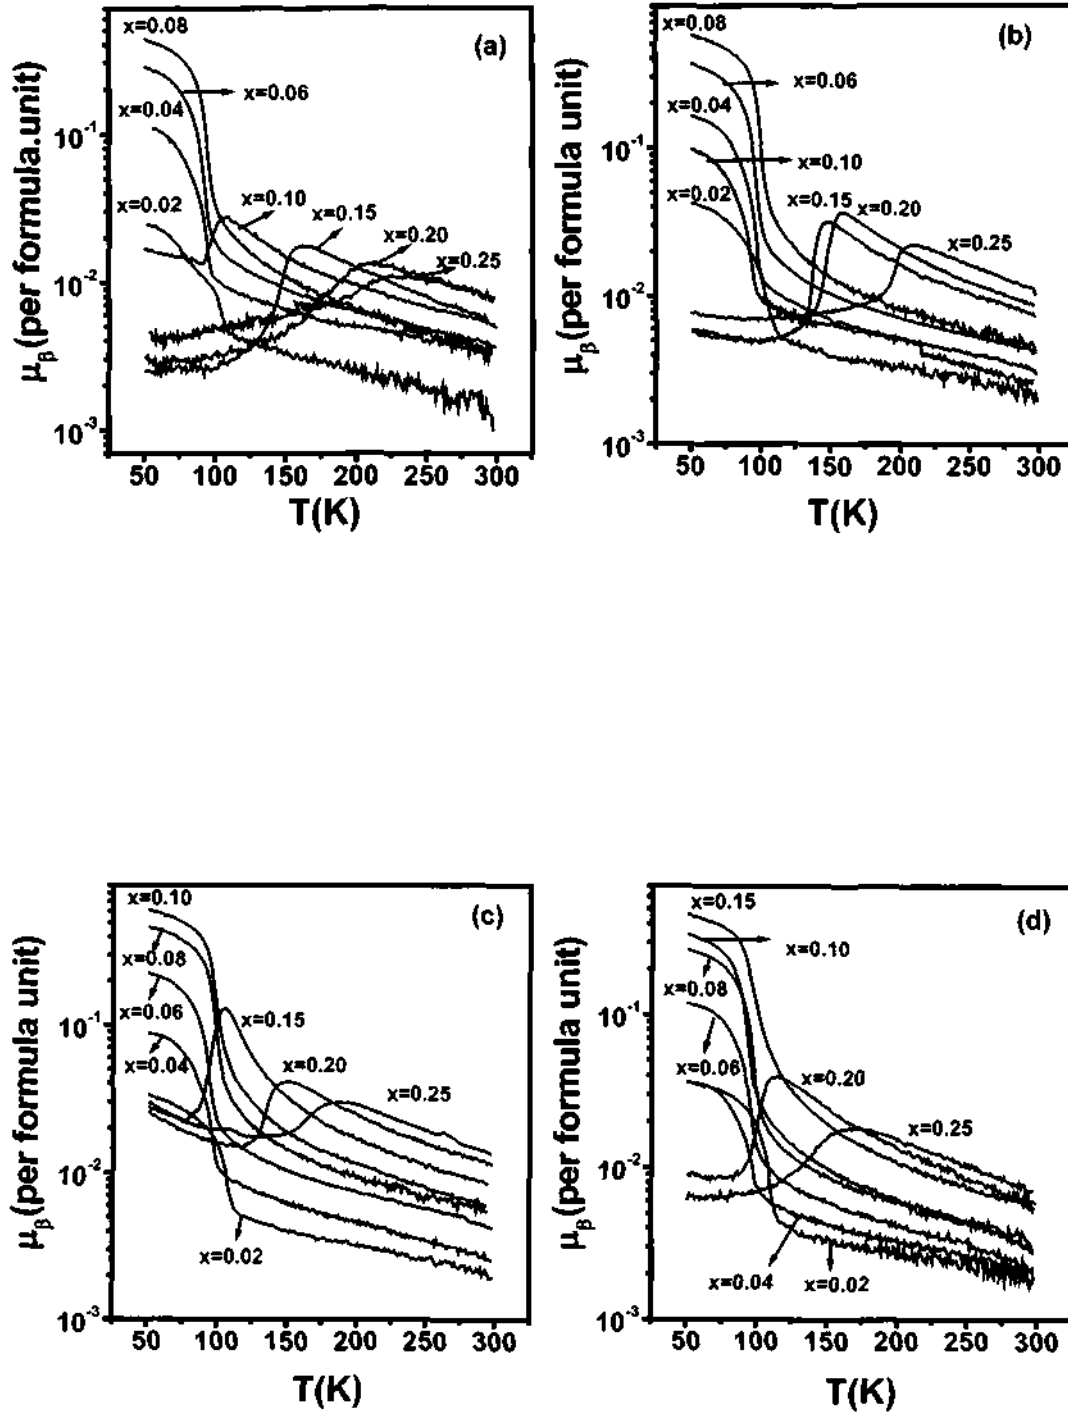 x=0.08
(a)
x=0.06
x=0.04
x=0.02
x=0.10
x=0.15
x=0.20
x=0.25
10⁻¹
10⁻²
10⁻³
μβ(per formula.unit)
50 100 150 200 250 300
T(K)
x=0.08
(b)
x=0.06
x=0.04
x=0.10
x=0.02
x=0.15
x=0.20
x=0.25
10⁻¹
10⁻²
10⁻³
μβ(per formula unit)
50 100 150 200 250 300
T(K)
x=0.10
(c)
x=0.08
x=0.06
x=0.15
x=0.04
x=0.20
x=0.25
x=0.02
10⁻¹
10⁻²
10⁻³
μβ(per formula unit)
50 100 150 200 250 300
T(K)
x=0.15
(d)
x=0.10
x=0.08
x=0.06
x=0.20
x=0.25
x=0.04
x=0.02
10⁻¹
10⁻²
10⁻³
μβ(per formula unit)
50 100 150 200 250 300
T(K)